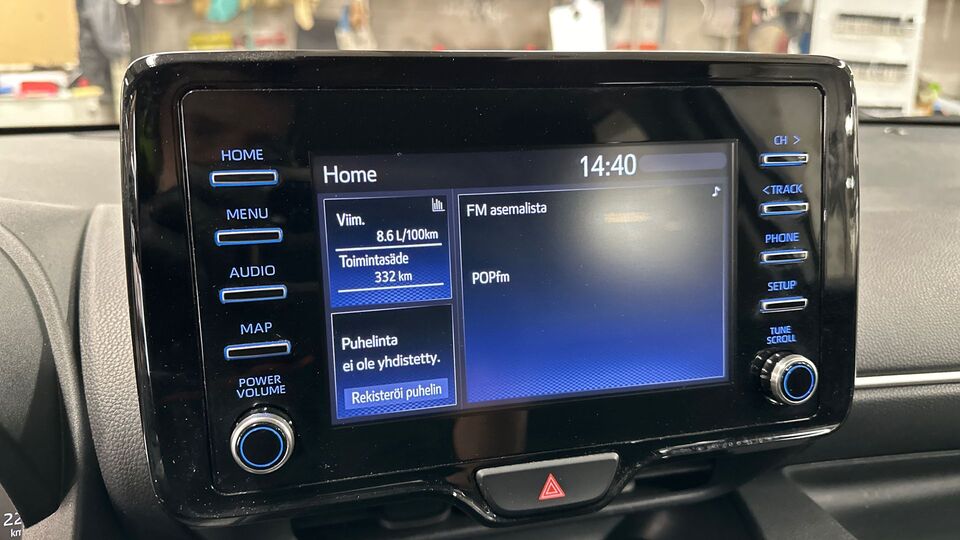 HOME
MENU
AUDIO
MAP
POWER
VOLUME
Home
14:40
Viim.
8.6 L/100km
Toimintasäde
332 km
Puhelinta
ei ole yhdistetty.
Rekisteröi puhelin
FM asemalista
POPfm
CH >
<TRACK
PHONE
SETUP
TUNE
SCROLL